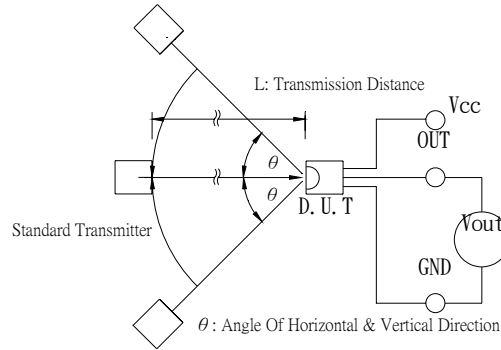 L: Transmission Distance
Vcc
OUT
θ
θ
D.U.T
Standard Transmitter
Vout
GND
θ: Angle Of Horizontal & Vertical Direction